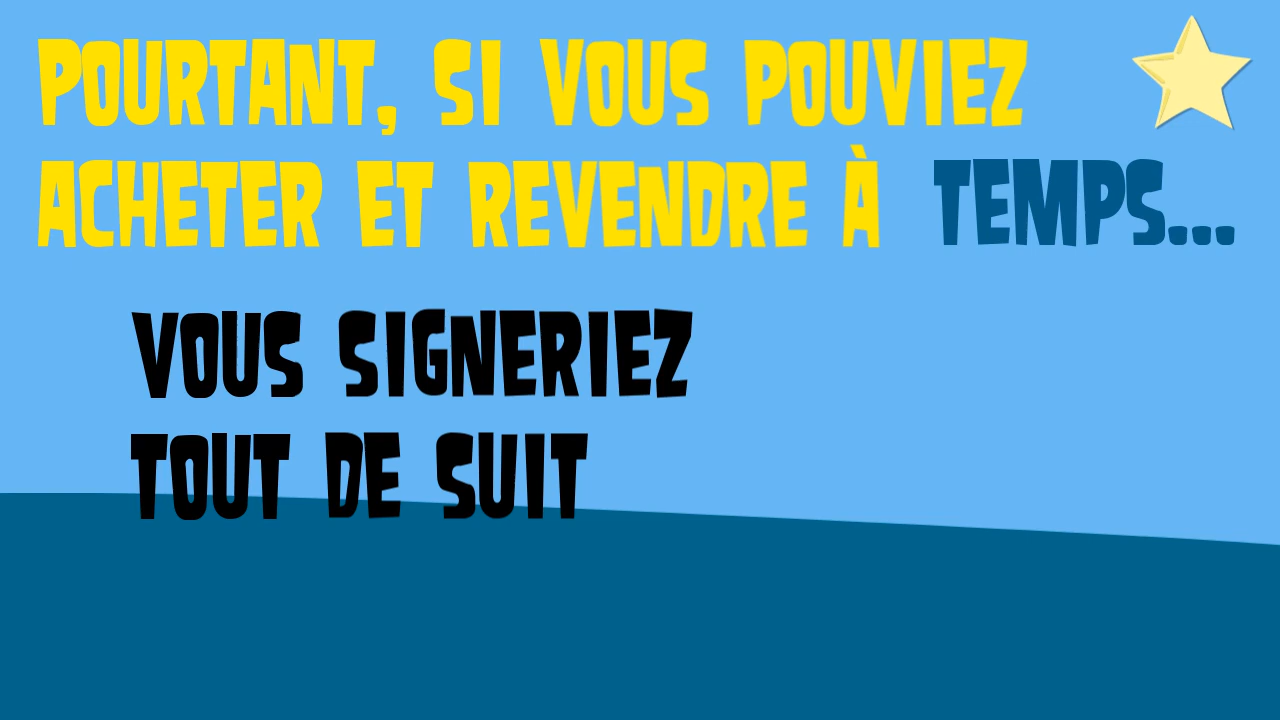 POURTANT, SI VOUS POUVIEZ
ACHETER ET REVENDRE À TEMPS...
VOUS SIGNERIEZ
TOUT DE SUIT